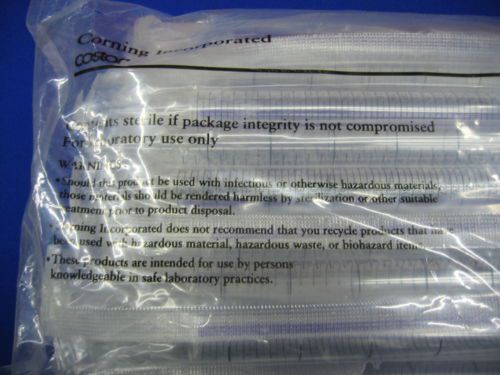 Corning Incorporated
costar
Contents sterile if package integrity is not compromised
For laboratory use only
WARNINGS:
•Should this product be used with infectious or otherwise hazardous materials,
those materials should be rendered harmless by sterilization or other suitable
treatment prior to product disposal.
•Corning Incorporated does not recommend that you recycle products that have
been used with hazardous material, hazardous waste, or biohazard items.
•These products are intended for use by persons
knowledgeable in safe laboratory practices.